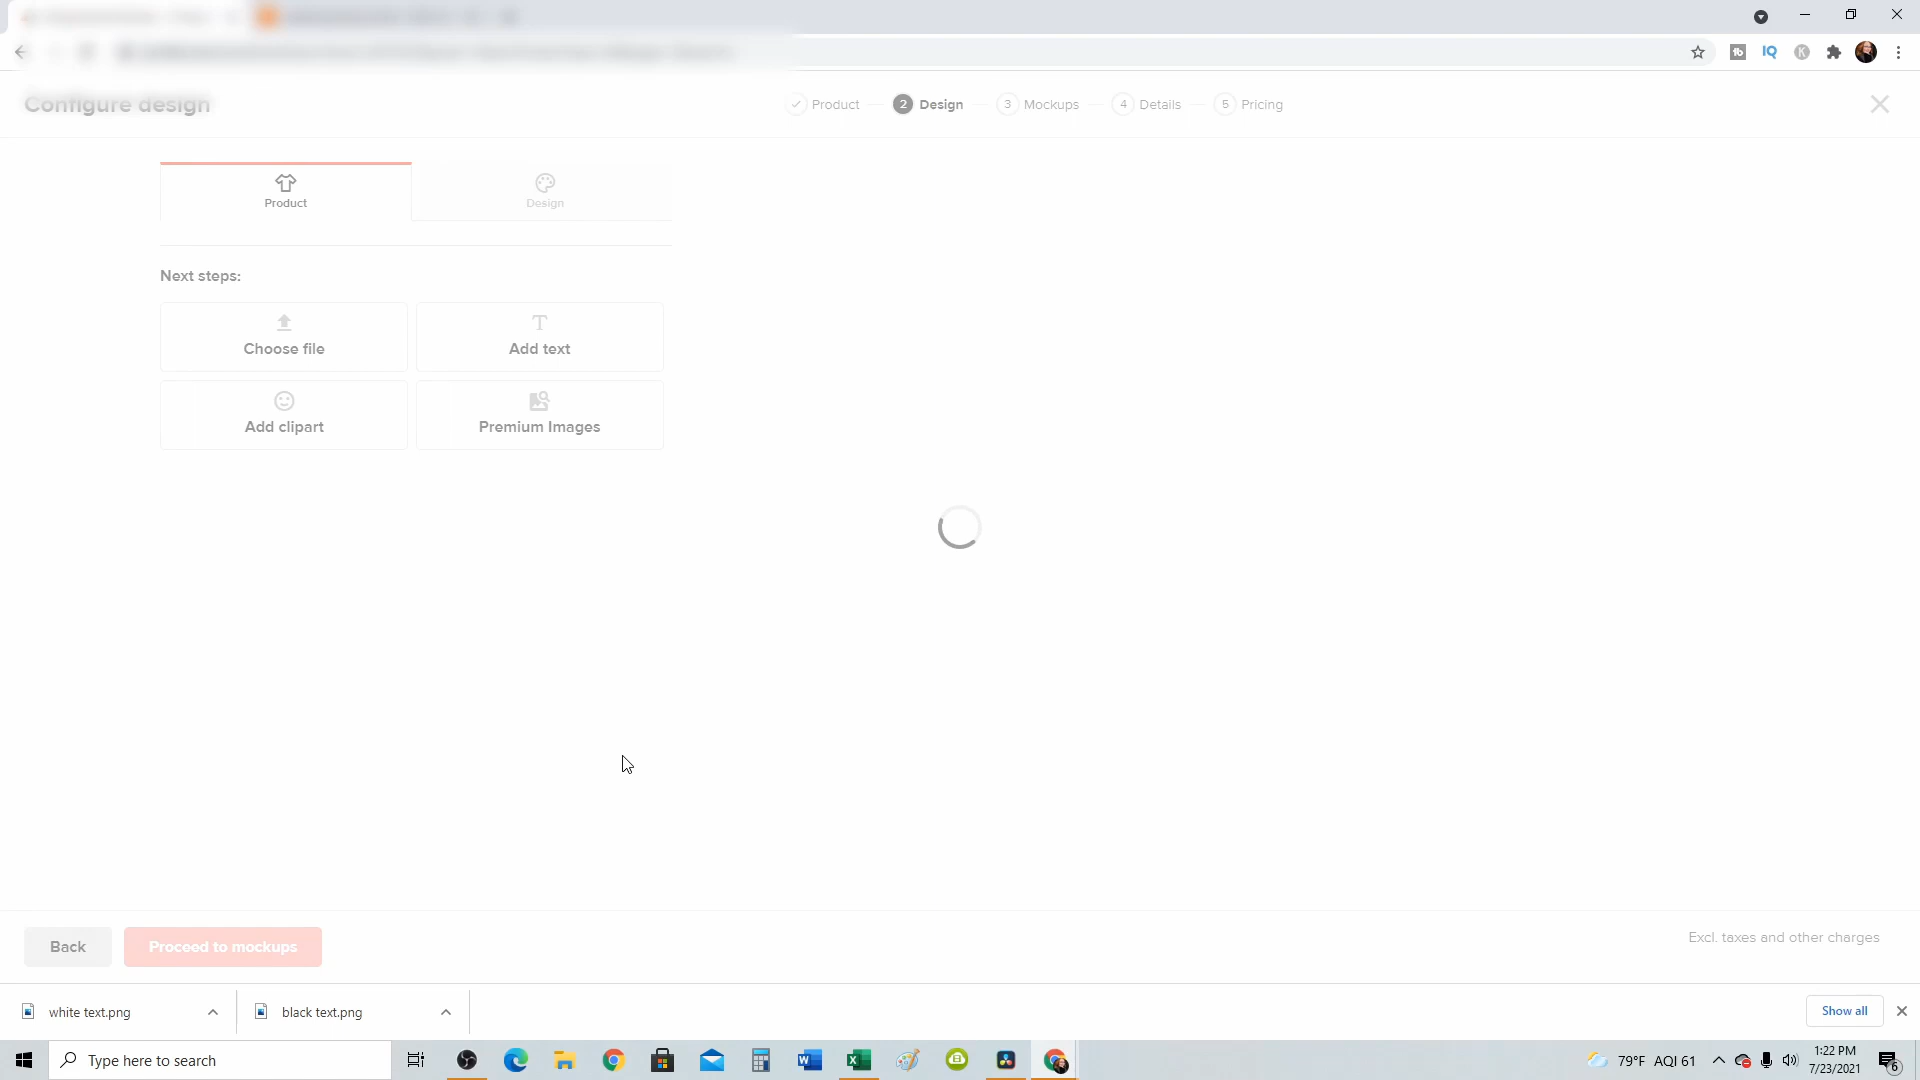 Configure design
Product
2 Design
3 Mockups
4 Details
5 Pricing
IQ
K
Product
Design
Next steps:
Choose file
T
Add text
Add clipart
Premium Images
Back
Proceed to mockups
Excl. taxes and other charges
white text.png
black text.png
Show all
Type here to search
79°F AQI 61
1:22 PM
7/23/2021
6